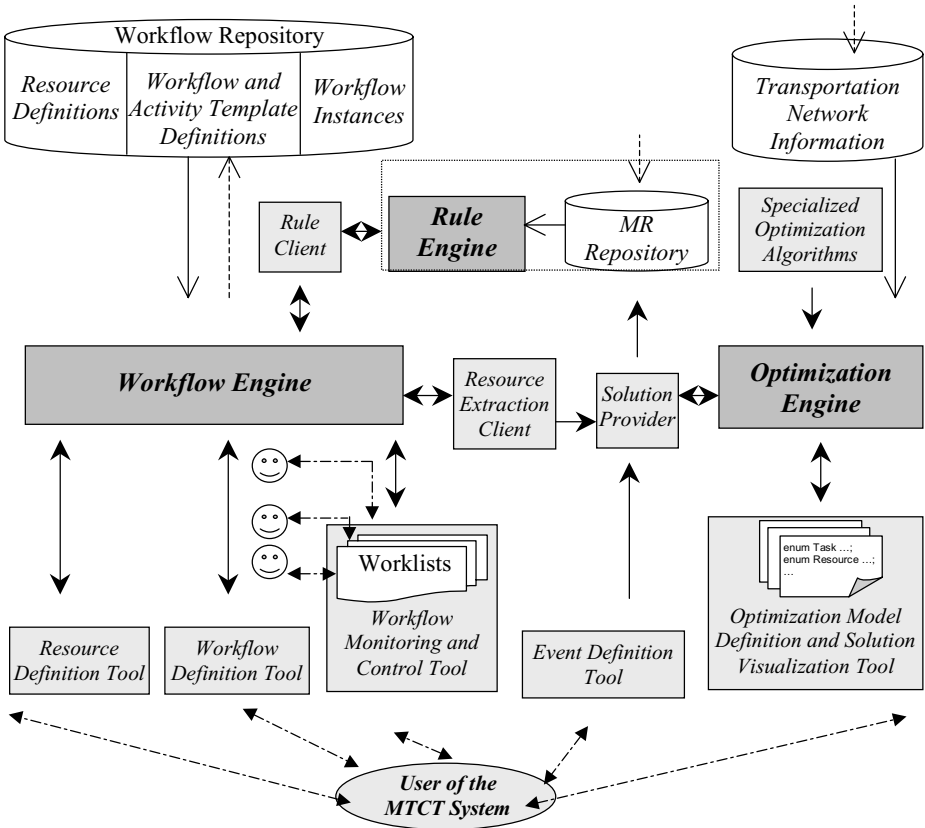 Workflow Repository
Resource
Definitions
Workflow and
Activity Template
Definitions
Workflow
Instances
Transportation
Network
Information
Rule
Client
Rule
Engine
MR
Repository
Specialized
Optimization
Algorithms
Workflow Engine
Resource
Extraction
Client
Solution
Provider
Optimization
Engine
Worklists
Workflow
Monitoring and
Control Tool
enum Task ...;
enum Resource ...;
...
Optimization Model
Definition and Solution
Visualization Tool
Resource
Definition Tool
Workflow
Definition Tool
Event Definition
Tool
User of the
MTCT System